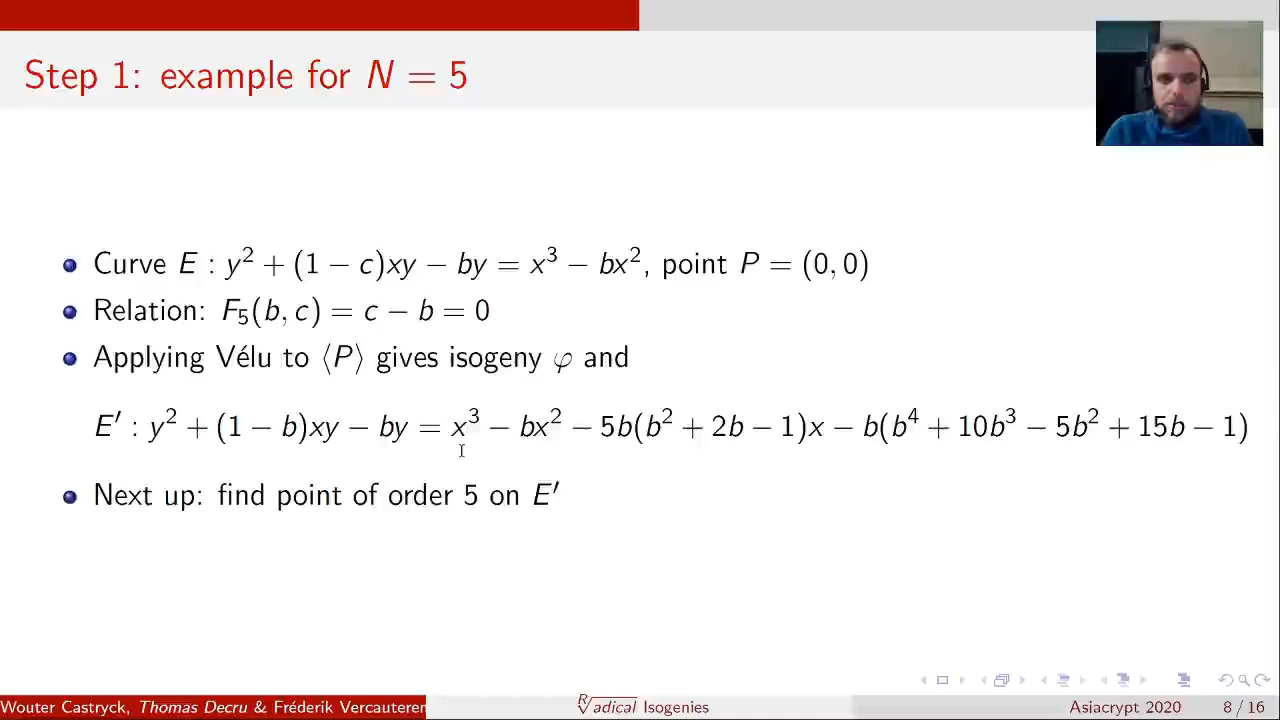 Step 1: example for N = 5
Curve E : y² + (1 − c)xy − by = x³ − bx², point P = (0, 0)
Relation: F₅(b, c) = c − b = 0
Applying Vélu to ⟨P⟩ gives isogeny φ and
E′ : y² + (1 − b)xy − by = x³ − bx² − 5b(b² + 2b − 1)x − b(b⁴ + 10b³ − 5b² + 15b − 1)
Next up: find point of order 5 on E′
Wouter Castryck, Thomas Decru & Fréderik Vercauteren
R√adical Isogenies
Asiacrypt 2020
8 / 16